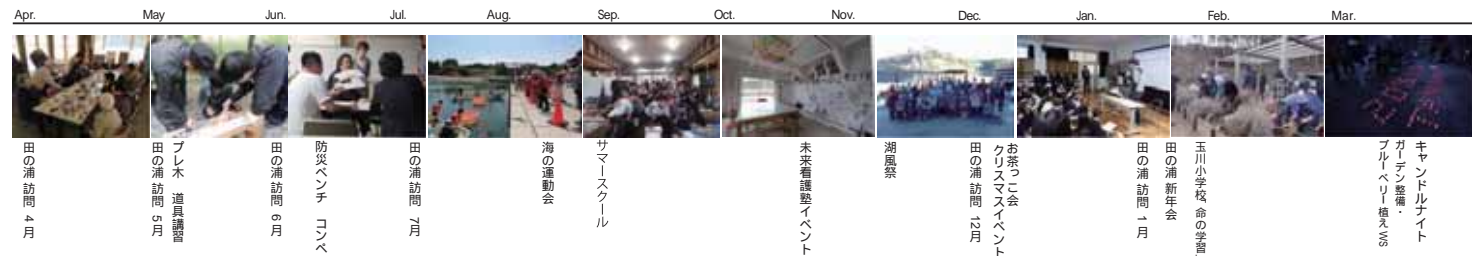 Apr.
May
Jun.
Jul.
Aug.
Sep.
Oct.
Nov.
Dec.
Jan.
Feb.
Mar.
田の浦 訪問 4月
田の浦 訪問 5月
プレ木 道具講習
田の浦 訪問 6月
防災ベンチ コンペ
田の浦 訪問 7月
海の運動会
サマースクール
未来看護塾イベント
湖風祭
田の浦 訪問 12月
お茶っこ会
クリスマスイベント
田の浦 訪問 1月
田の浦 新年会
玉川小学校、命の学習
キャンドルナイト
ガーデン整備・
ブルーベリー植えWS